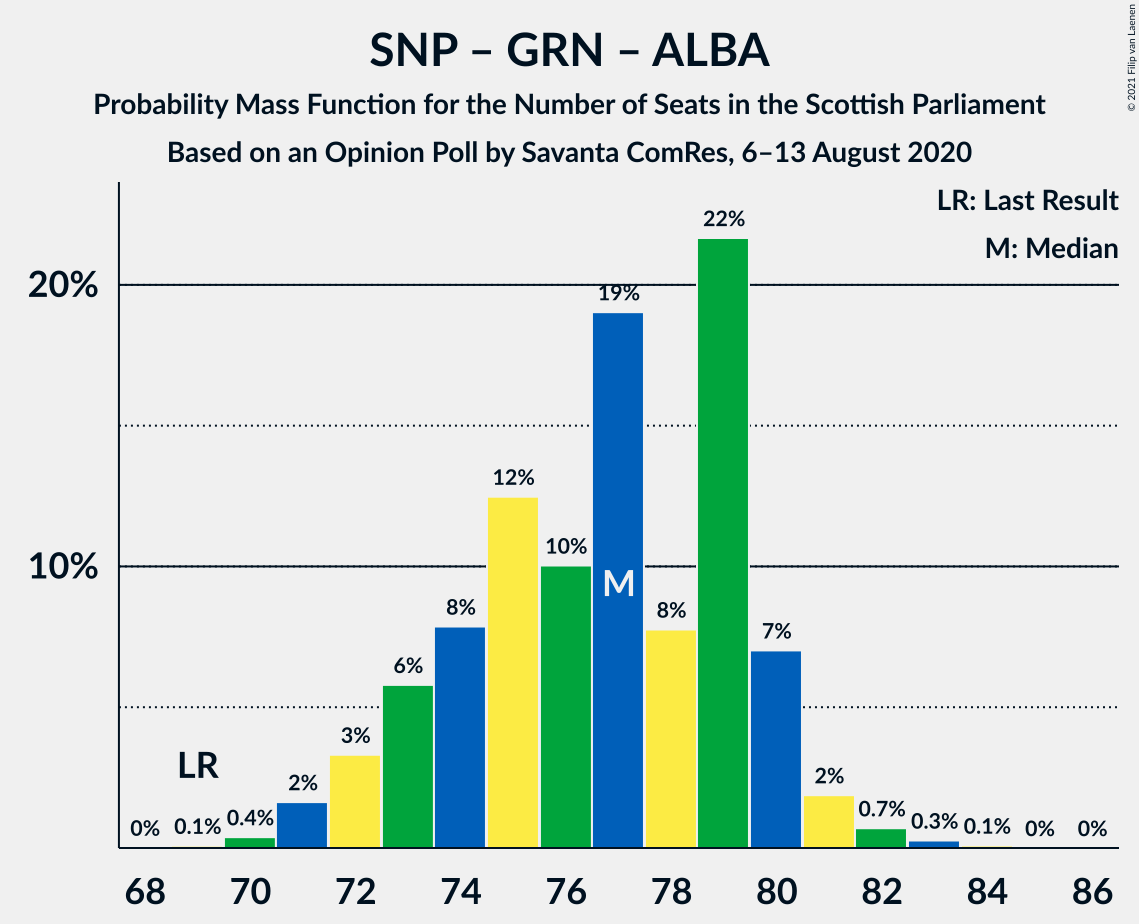 SNP – GRN – ALBA
Probability Mass Function for the Number of Seats in the Scottish Parliament
Based on an Opinion Poll by Savanta ComRes, 6–13 August 2020
© 2021 Filip van Laenen
LR: Last Result
M: Median
20%
10%
0%
0.1%
0.4%
2%
3%
6%
8%
12%
10%
19%
8%
22%
7%
2%
0.7%
0.3%
0.1%
0%
0%
LR
M
68 70 72 74 76 78 80 82 84 86